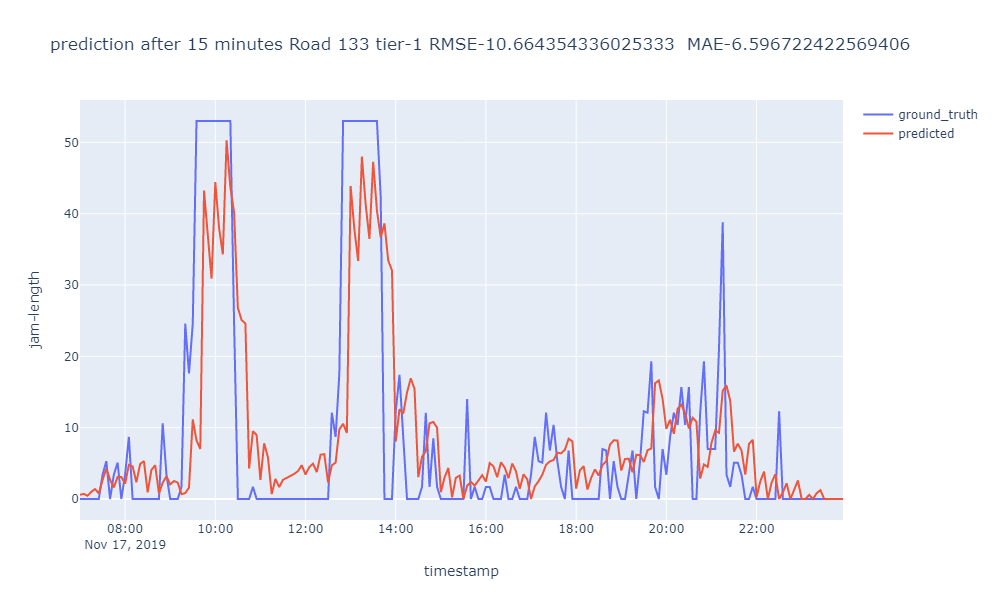 prediction after 15 minutes Road 133 tier-1 RMSE-10.664354336025333  MAE-6.596722422569406
ground_truth
predicted
50
40
30
20
10
0
jam-length
08:00 10:00 12:00 14:00 16:00 18:00 20:00 22:00
Nov 17, 2019
timestamp